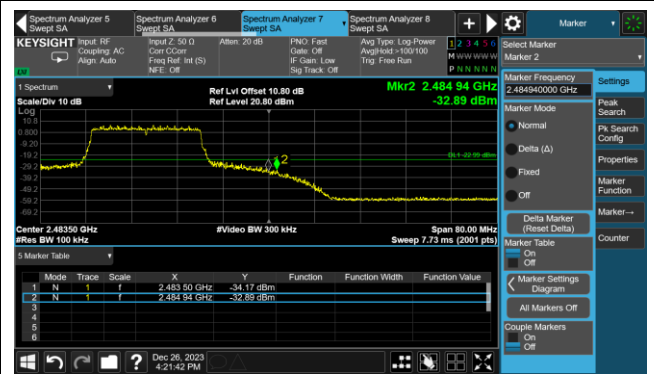 Spectrum Analyzer 5
Swept SA
Spectrum Analyzer 6
Swept SA
Spectrum Analyzer 7
Swept SA
Spectrum Analyzer 8
Swept SA
Marker
KEYSIGHT
Input: RF
Coupling: AC
Align: Auto
Input Z: 50 Ω
Corr CCorr
Freq Ref: Int (S)
NFE: Off
Atten: 20 dB
PNO: Fast
Gate: Off
IF Gain: Low
Sig Track: Off
Avg Type: Log-Power
Avg|Hold:>100/100
Trig: Free Run
1 2 3 4 5 6
M W W W W W
P N N N N N
LXI
Select Marker
Marker 2
1 Spectrum
Scale/Div 10 dB
Log
Ref Lvl Offset 10.80 dB
Ref Level 20.80 dBm
Mkr2 2.484 94 GHz
-32.89 dBm
10.8
0.800
-9.20
-19.2
-29.2
-39.2
-49.2
-59.2
-69.2
2
DL1 -22.99 dBm
Center 2.48350 GHz
#Res BW 100 kHz
#Video BW 300 kHz
Span 80.00 MHz
Sweep 7.73 ms (2001 pts)
5 Marker Table
Mode Trace Scale X Y Function Function Width Function Value
1 N 1 f 2.483 50 GHz -34.17 dBm
2 N 1 f 2.484 94 GHz -32.89 dBm
3
4
5
6
Marker Frequency
2.484940000 GHz
Marker Mode
Normal
Delta (Δ)
Fixed
Off
Delta Marker
(Reset Delta)
Marker Table
On
Off
Marker Settings
Diagram
All Markers Off
Couple Markers
On
Off
Settings
Peak
Search
Pk Search
Config
Properties
Marker
Function
Marker→
Counter
?
Dec 26, 2023
4:21:42 PM